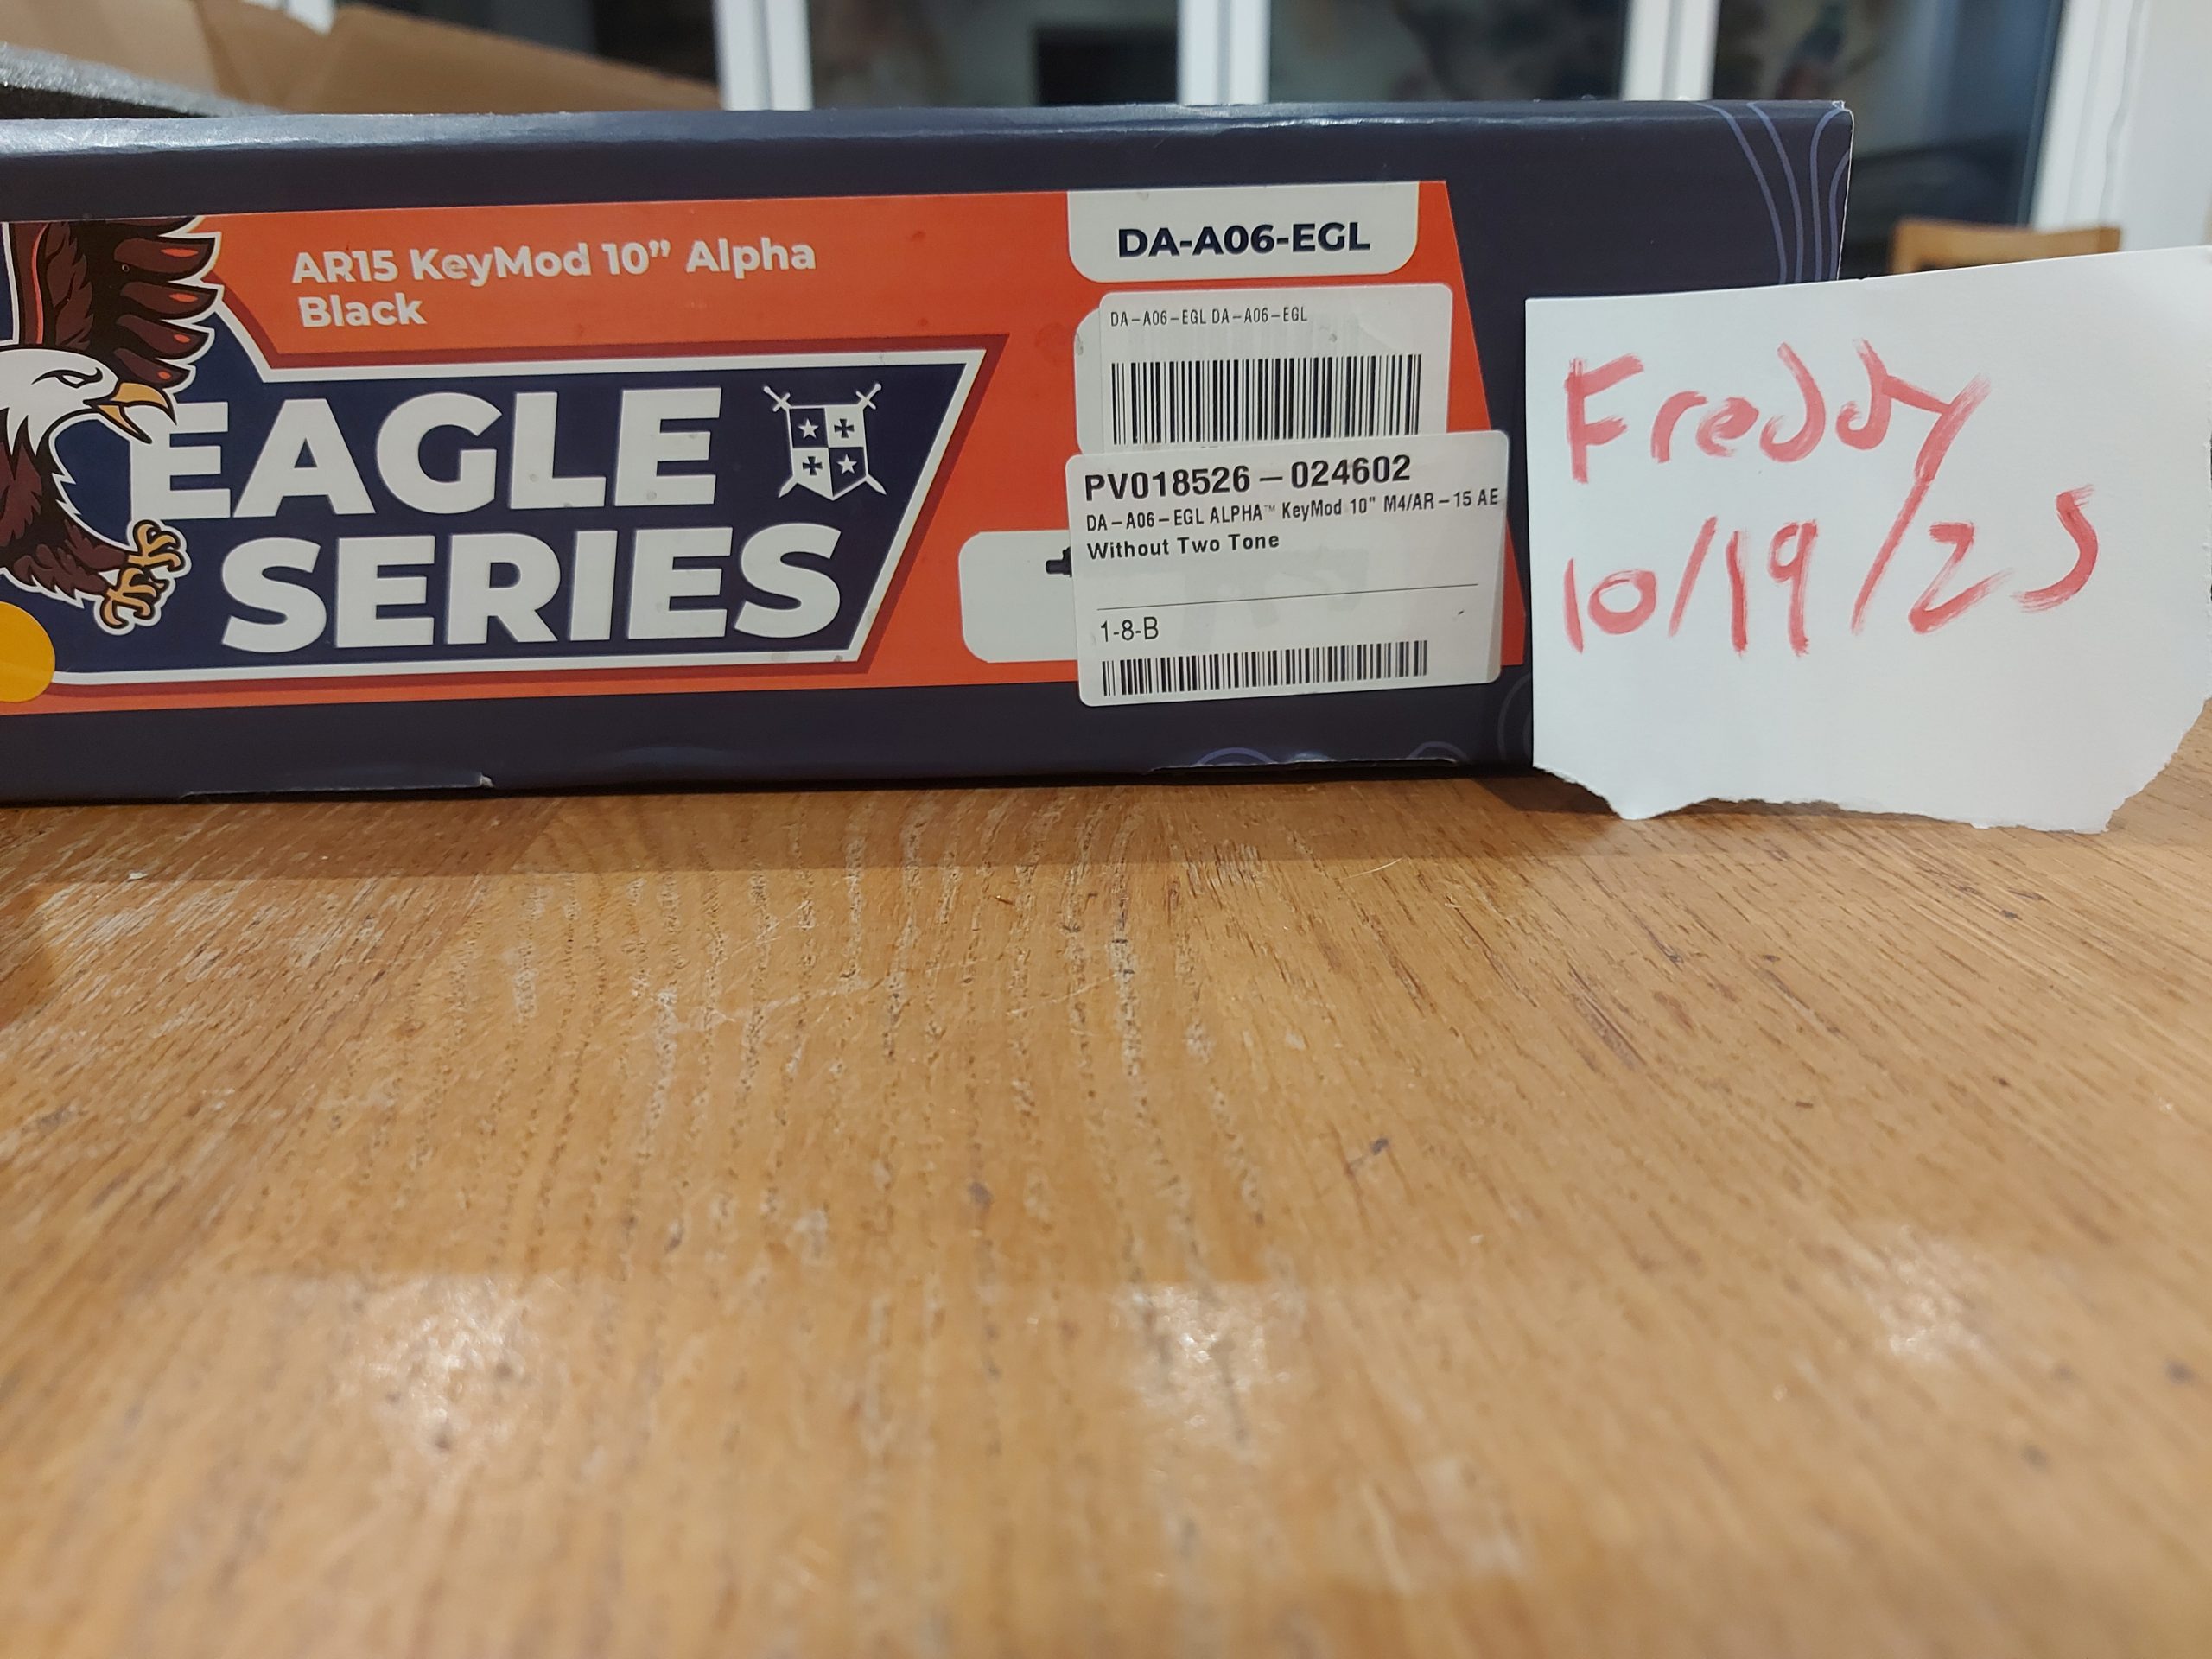 AR15 KeyMod 10” Alpha
Black
EAGLE
SERIES
DA-A06-EGL
DA-A06-EGL DA-A06-EGL
PV018526-024602
DA-A06-EGL ALPHA™ KeyMod 10" M4/AR-15 AE
Without Two Tone
1-8-B
Freddy
10/19/25